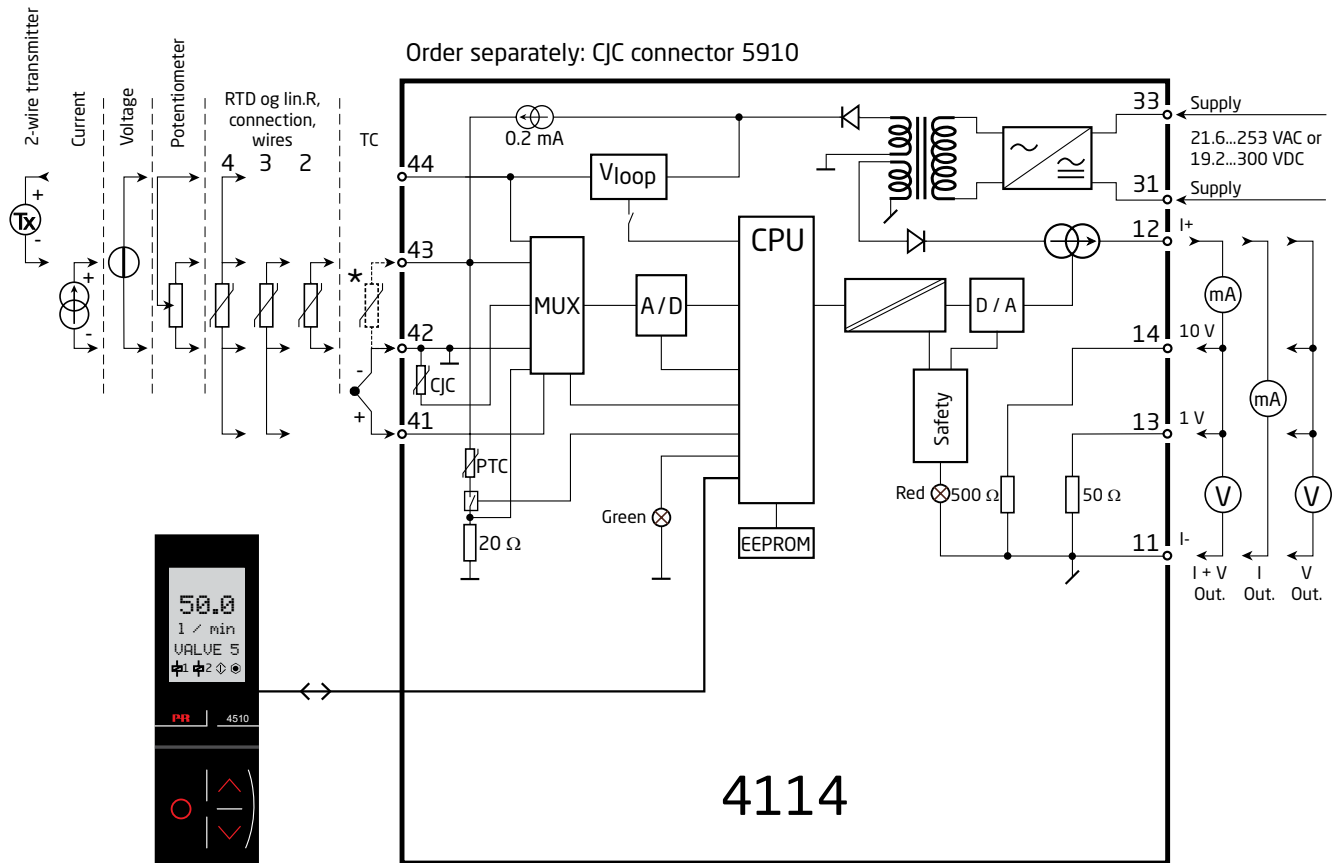 Order separately: CJC connector 5910
2-wire transmitter
Current
Voltage
Potentiometer
RTD og lin.R,
connection,
wires
4 3 2
TC
+
Tx
-
+
-
*
-
+
44
43
42
41
0.2 mA
Vloop
MUX
A/D
CPU
D / A
CJC
PTC
20 Ω
Green
EEPROM
Safety
Red
500 Ω
50 Ω
33
Supply
21.6...253 VAC or
19.2...300 VDC
31
Supply
12
I+
14
10 V
13
1 V
11
I-
mA
mA
V
V
I + V
Out.
I
Out.
V
Out.
50.0
l / min
VALVE 5
1 2
PR 4510
4114